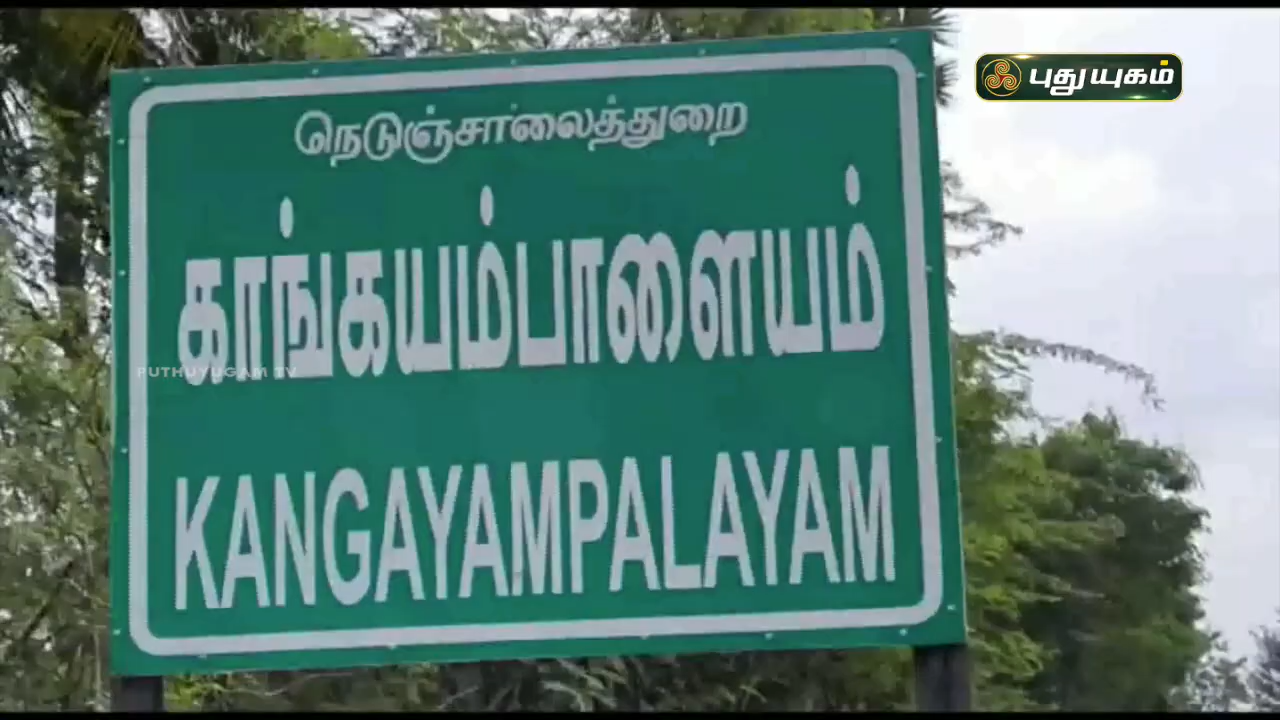 புதுயுகம்
நெடுஞ்சாலைத்துறை
காங்கயம்பாளையம்
PUTHUYUGAM TV
KANGAYAMPALAYAM